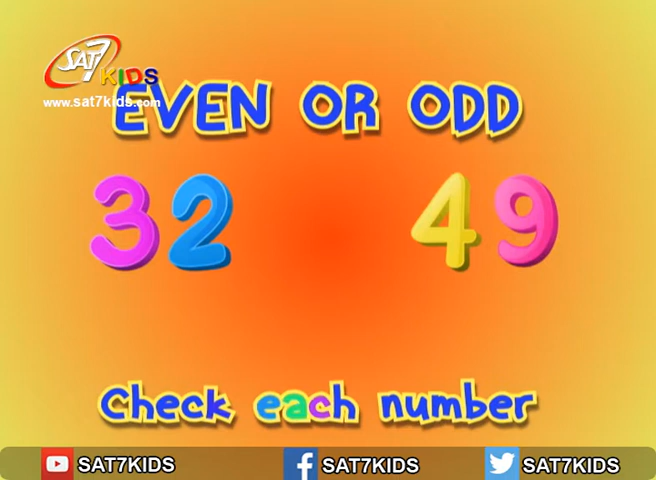 SAT7
KIDS
www.sat7kids.com
EVEN OR ODD
32 49
Check each number
SAT7KIDS SAT7KIDS SAT7KIDS